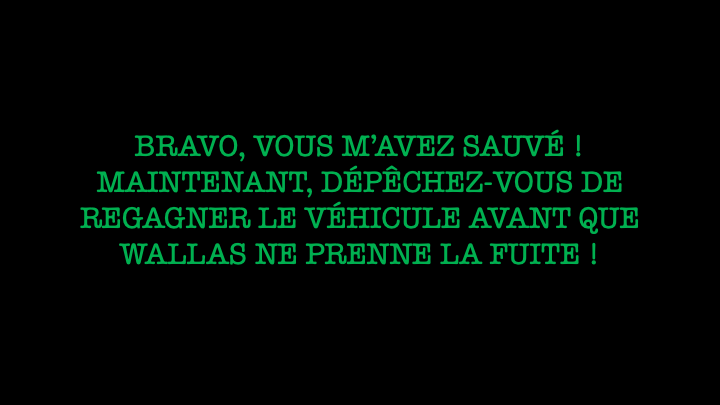 BRAVO, VOUS M’AVEZ SAUVÉ !
MAINTENANT, DÉPÊCHEZ-VOUS DE
REGAGNER LE VÉHICULE AVANT QUE
WALLAS NE PRENNE LA FUITE !